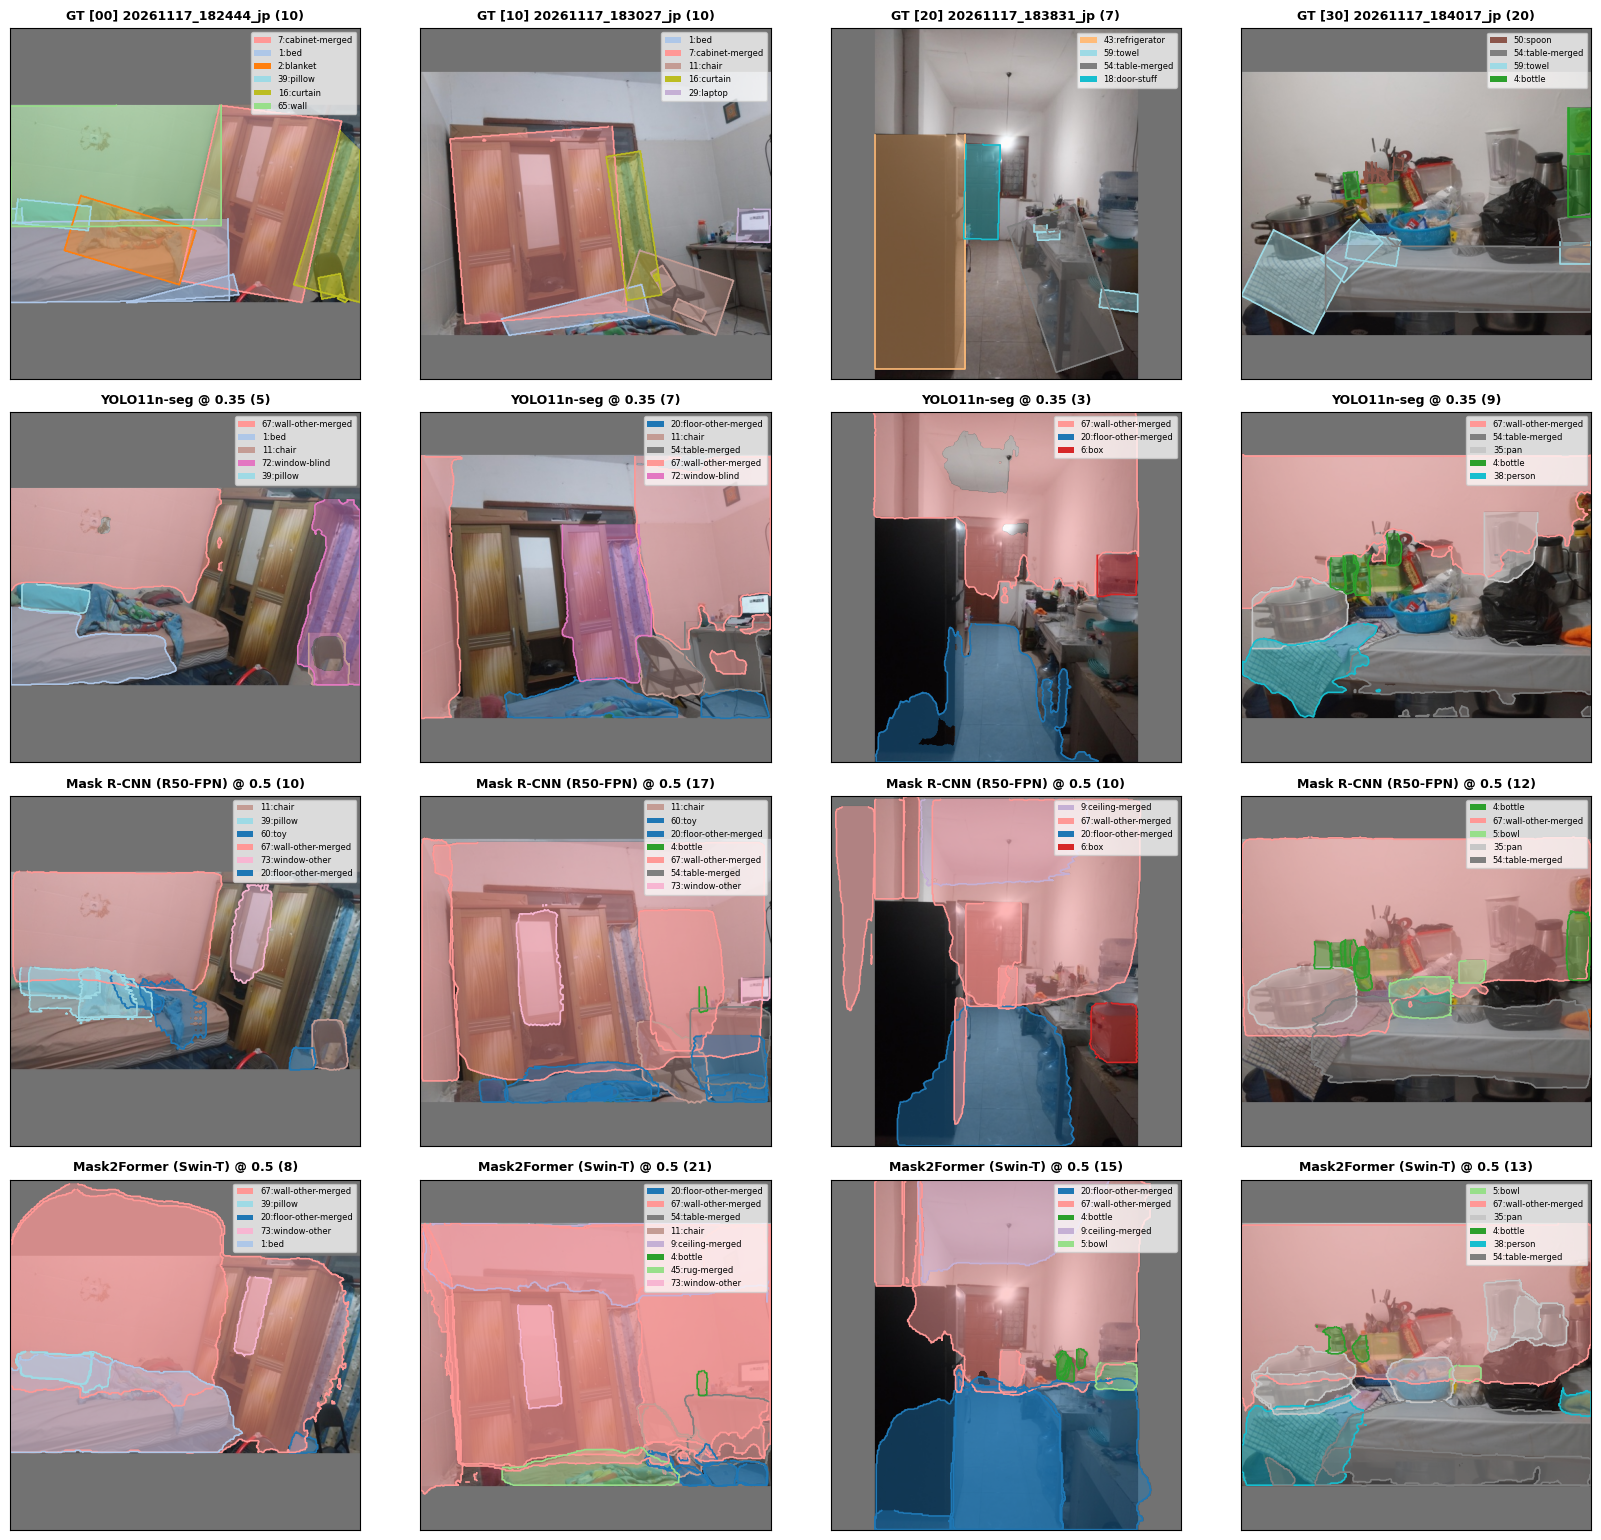 GT [00] 20261117_182444_jp (10)
7:cabinet-merged
1:bed
2:blanket
39:pillow
16:curtain
65:wall
GT [10] 20261117_183027_jp (10)
1:bed
7:cabinet-merged
11:chair
16:curtain
29:laptop
GT [20] 20261117_183831_jp (7)
43:refrigerator
59:towel
54:table-merged
18:door-stuff
GT [30] 20261117_184017_jp (20)
50:spoon
54:table-merged
59:towel
4:bottle
YOLO11n-seg @ 0.35 (5)
67:wall-other-merged
1:bed
11:chair
72:window-blind
39:pillow
YOLO11n-seg @ 0.35 (7)
20:floor-other-merged
11:chair
54:table-merged
67:wall-other-merged
72:window-blind
YOLO11n-seg @ 0.35 (3)
67:wall-other-merged
20:floor-other-merged
6:box
YOLO11n-seg @ 0.35 (9)
67:wall-other-merged
54:table-merged
35:pan
4:bottle
38:person
Mask R-CNN (R50-FPN) @ 0.5 (10)
11:chair
39:pillow
60:toy
67:wall-other-merged
73:window-other
20:floor-other-merged
Mask R-CNN (R50-FPN) @ 0.5 (17)
11:chair
60:toy
20:floor-other-merged
4:bottle
67:wall-other-merged
54:table-merged
73:window-other
Mask R-CNN (R50-FPN) @ 0.5 (10)
9:ceiling-merged
67:wall-other-merged
20:floor-other-merged
6:box
Mask R-CNN (R50-FPN) @ 0.5 (12)
4:bottle
67:wall-other-merged
5:bowl
35:pan
54:table-merged
Mask2Former (Swin-T) @ 0.5 (8)
67:wall-other-merged
39:pillow
20:floor-other-merged
73:window-other
1:bed
Mask2Former (Swin-T) @ 0.5 (21)
20:floor-other-merged
67:wall-other-merged
54:table-merged
11:chair
9:ceiling-merged
4:bottle
45:rug-merged
73:window-other
Mask2Former (Swin-T) @ 0.5 (15)
20:floor-other-merged
67:wall-other-merged
4:bottle
9:ceiling-merged
5:bowl
Mask2Former (Swin-T) @ 0.5 (13)
5:bowl
67:wall-other-merged
35:pan
4:bottle
38:person
54:table-merged